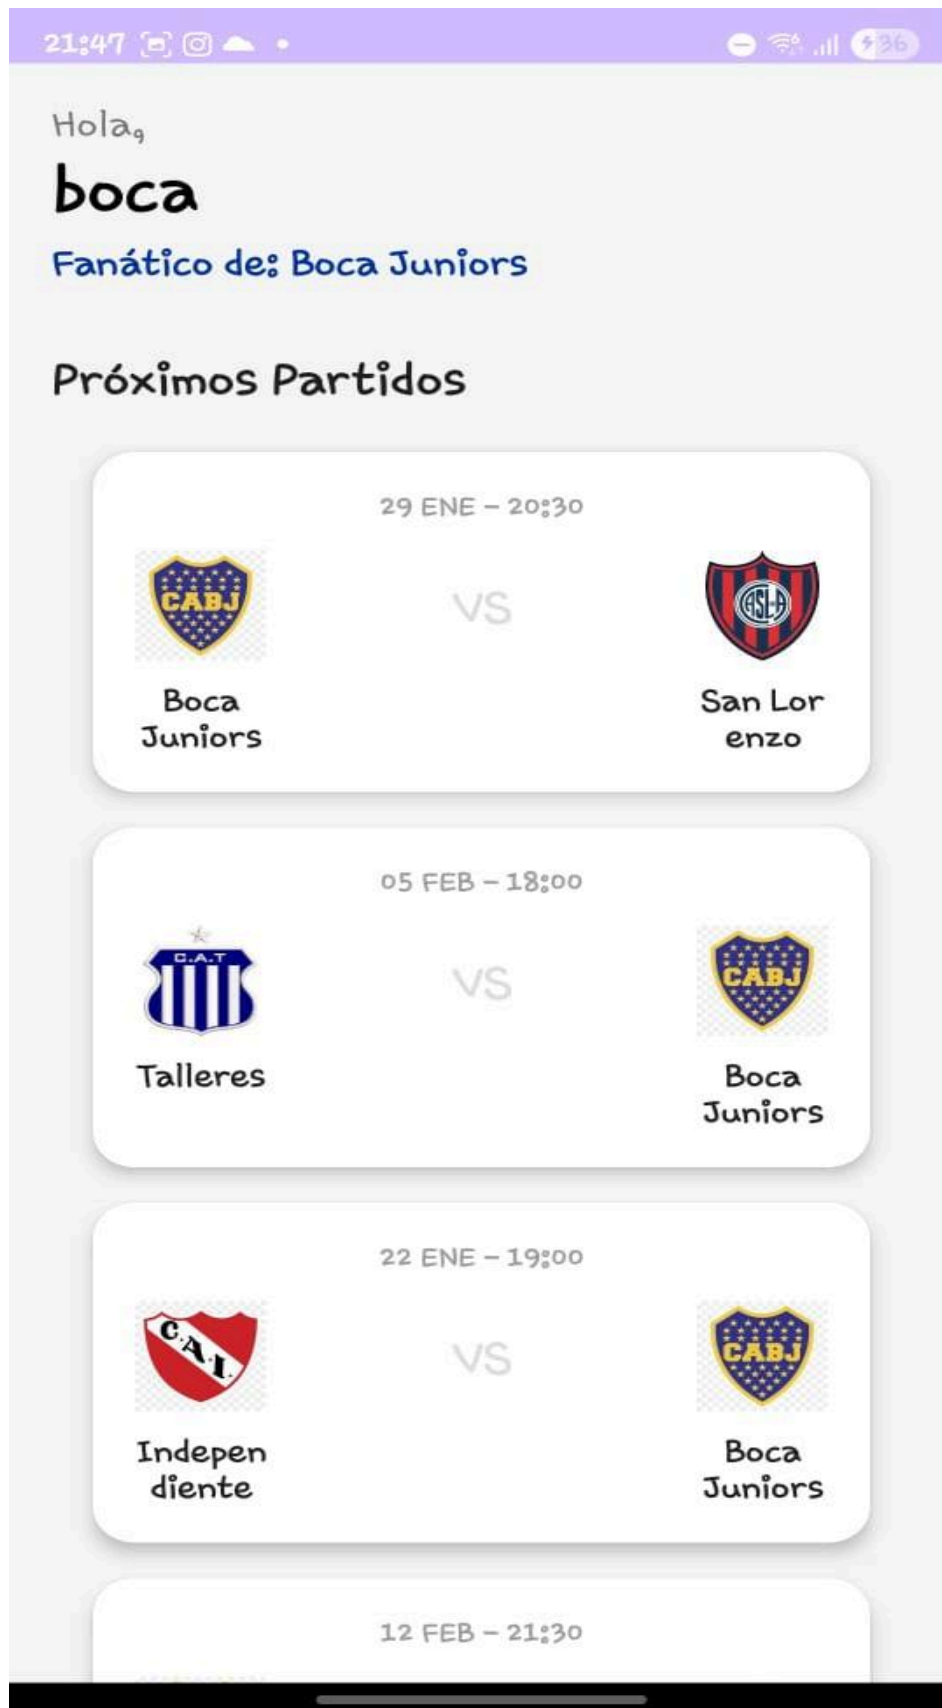 21:47
36
Hola,
boca
Fanático de: Boca Juniors
Próximos Partidos
29 ENE - 20:30
CABJ
VS
CASLA
Boca
Juniors
San Lor
enzo
05 FEB - 18:00
C.A.T
VS
CABJ
Talleres
Boca
Juniors
22 ENE - 19:00
C.A.I.
VS
CABJ
Indepen
diente
Boca
Juniors
12 FEB - 21:30